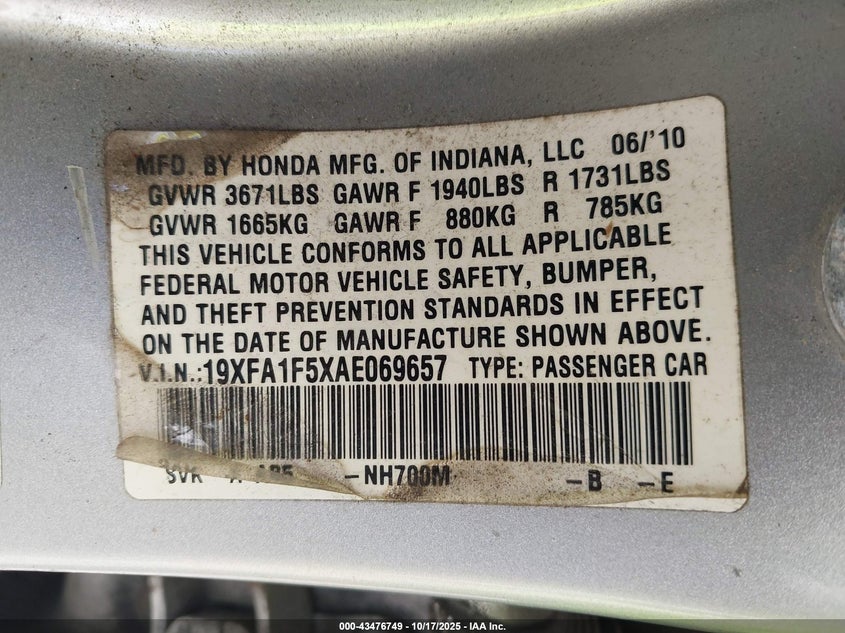 MFD. BY HONDA MFG. OF INDIANA, LLC 06/'10
GVWR 3671LBS GAWR F 1940LBS R 1731LBS
GVWR 1665KG GAWR F 880KG R 785KG
THIS VEHICLE CONFORMS TO ALL APPLICABLE
FEDERAL MOTOR VEHICLE SAFETY, BUMPER,
AND THEFT PREVENTION STANDARDS IN EFFECT
ON THE DATE OF MANUFACTURE SHOWN ABOVE.
V.I.N.:19XFA1F5XAE069657 TYPE: PASSENGER CAR
SVR -NH700M -B -E
000-43476749 | 10/17/2025 - IAA Inc.